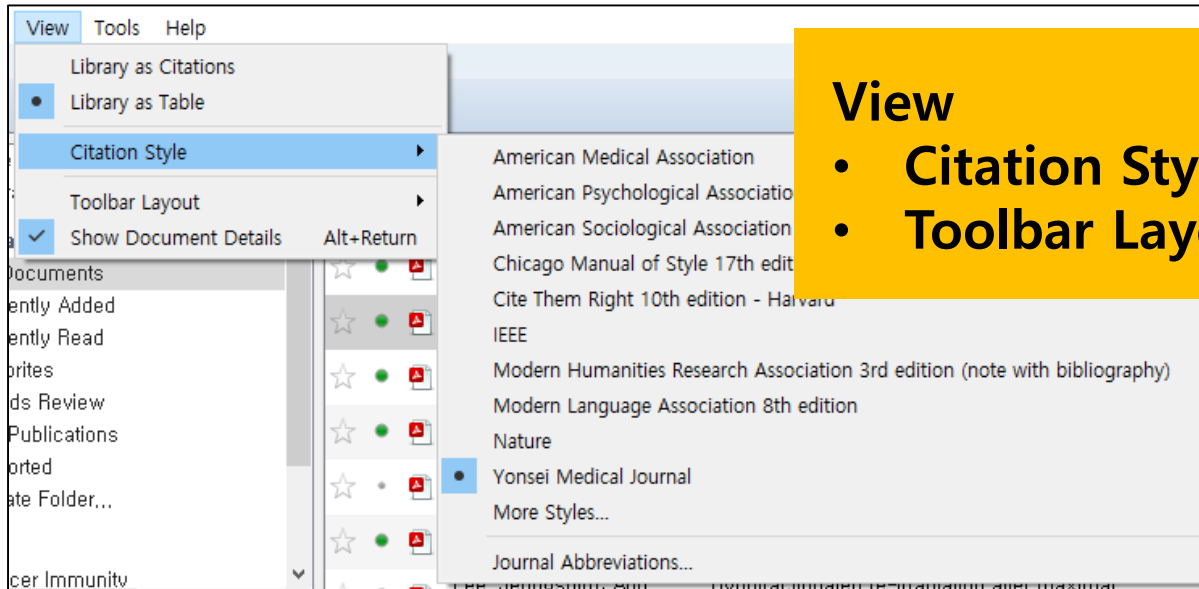 View Tools Help
Library as Citations
Library as Table
Citation Style
Toolbar Layout
Show Document Details Alt+Return
View
• Citation Sty
• Toolbar Lay
American Medical Association
American Psychological Associatio
American Sociological Association
Chicago Manual of Style 17th edit
Cite Them Right 10th edition - Harvard
IEEE
Modern Humanities Research Association 3rd edition (note with bibliography)
Modern Language Association 8th edition
Nature
Yonsei Medical Journal
More Styles...
Journal Abbreviations...
Documents
ently Added
ently Read
orites
ds Review
Publications
orted
ate Folder...
cer Immunity